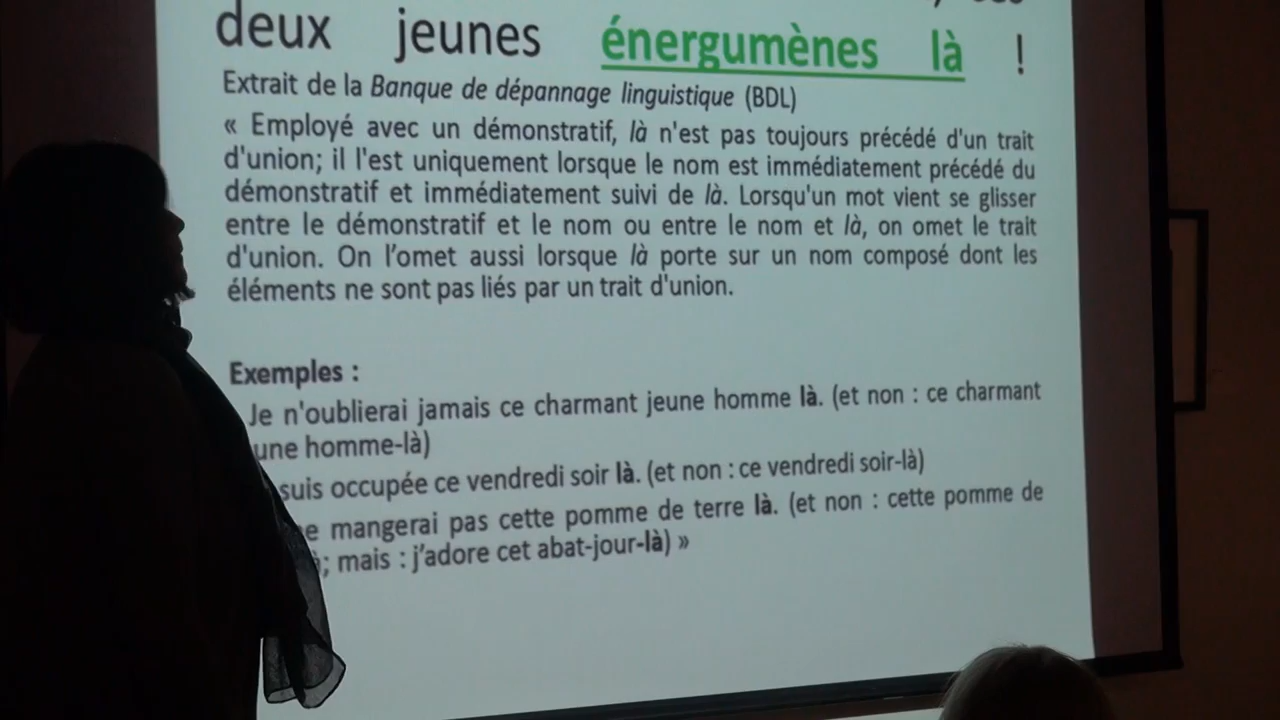 deux jeunes énergumènes là !
Extrait de la Banque de dépannage linguistique (BDL)
« Employé avec un démonstratif, là n'est pas toujours précédé d'un trait
d'union; il l'est uniquement lorsque le nom est immédiatement précédé du
démonstratif et immédiatement suivi de là. Lorsqu'un mot vient se glisser
entre le démonstratif et le nom ou entre le nom et là, on omet le trait
d'union. On l’omet aussi lorsque là porte sur un nom composé dont les
éléments ne sont pas liés par un trait d'union.
Exemples :
Je n'oublierai jamais ce charmant jeune homme là. (et non : ce charmant
une homme-là)
suis occupée ce vendredi soir là. (et non : ce vendredi soir-là)
e mangerai pas cette pomme de terre là. (et non : cette pomme de
; mais : j’adore cet abat-jour-là) »